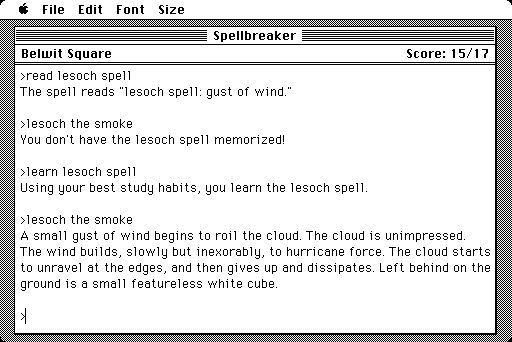 File Edit Font Size
Spellbreaker
Belwit Square Score: 15/17
>read lesoch spell
The spell reads "lesoch spell: gust of wind."
>lesoch the smoke
You don't have the lesoch spell memorized!
>learn lesoch spell
Using your best study habits, you learn the lesoch spell.
>lesoch the smoke
A small gust of wind begins to roil the cloud. The cloud is unimpressed.
The wind builds, slowly but inexorably, to hurricane force. The cloud starts
to unravel at the edges, and then gives up and dissipates. Left behind on the
ground is a small featureless white cube.
>